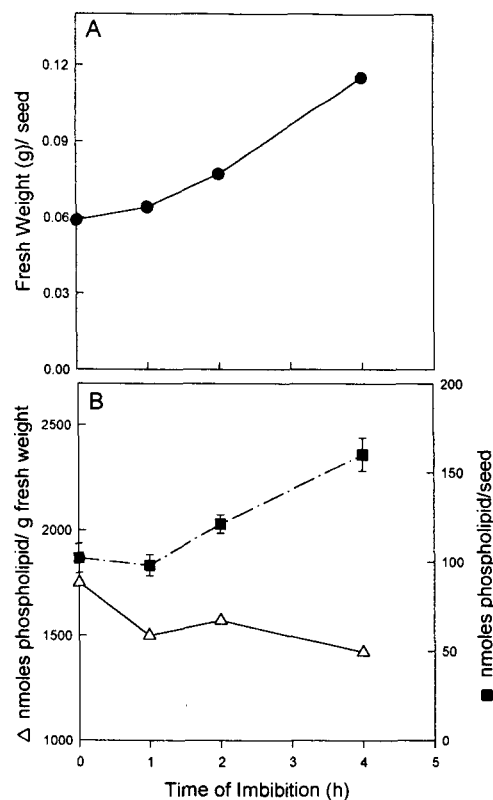 A
0.12
0.09
0.06
0.03
0.00
Fresh Weight (g)/ seed
B
2500
2000
1500
1000
△ nmoles phospholipid/ g fresh weight
200
150
100
50
0
■ nmoles phospholipid/seed
0 1 2 3 4 5
Time of Imbibition (h)